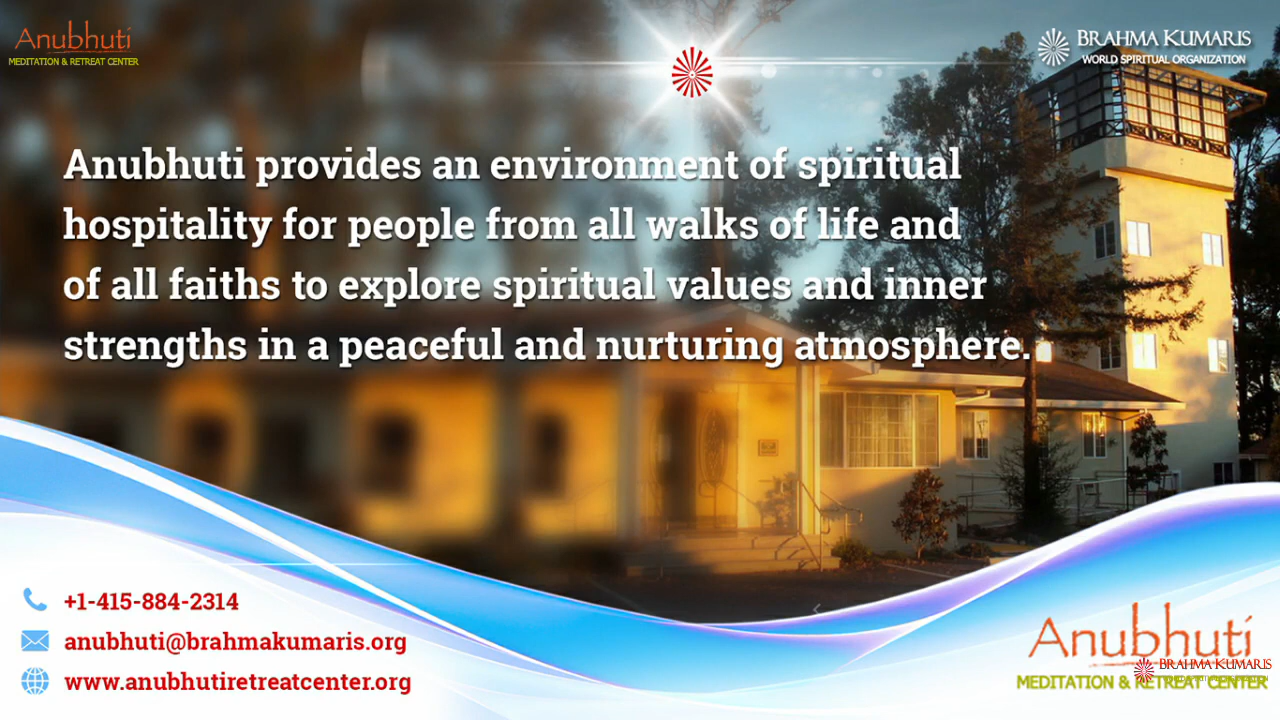 Anubhuti
MEDITATION & RETREAT CENTER
BRAHMA KUMARIS
WORLD SPIRITUAL ORGANIZATION
Anubhuti provides an environment of spiritual
hospitality for people from all walks of life and
of all faiths to explore spiritual values and inner
strengths in a peaceful and nurturing atmosphere.
+1-415-884-2314
anubhuti@brahmakumaris.org
www.anubhutiretreatcenter.org
Anubhuti
BRAHMA KUMARIS
MEDITATION & RETREAT CENTER